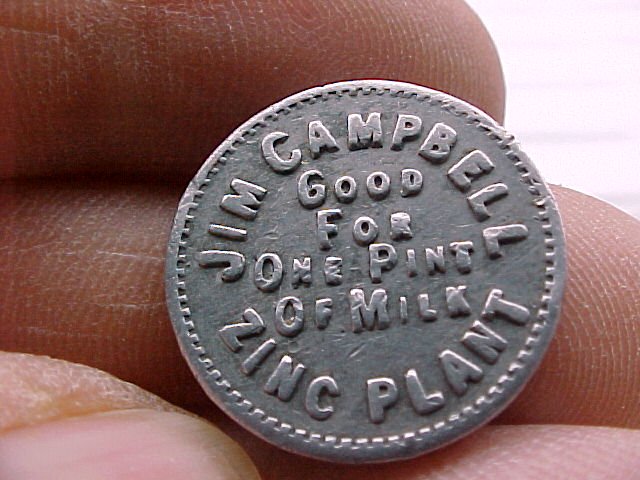 JIM CAMPBELL
GOOD
FOR
ONE PINT
OF MILK
ZINC PLANT